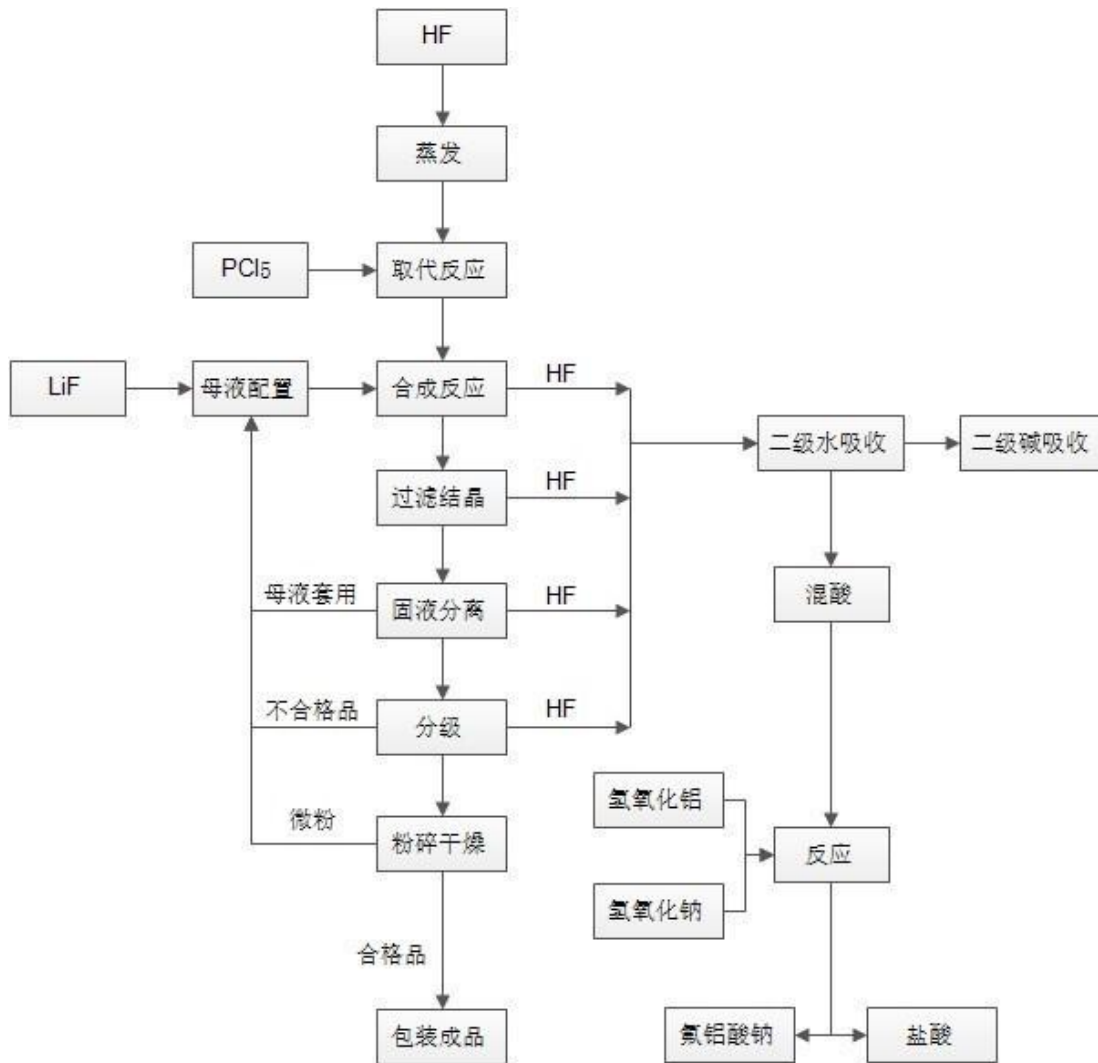 HF
蒸发
PCl5
取代反应
LiF
母液配置
合成反应
HF
二级水吸收
二级碱吸收
过滤结晶
HF
母液套用
固液分离
HF
混酸
不合格品
分级
HF
氢氧化铝
微粉
粉碎干燥
反应
氢氧化钠
合格品
包装成品
氟铝酸钠
盐酸